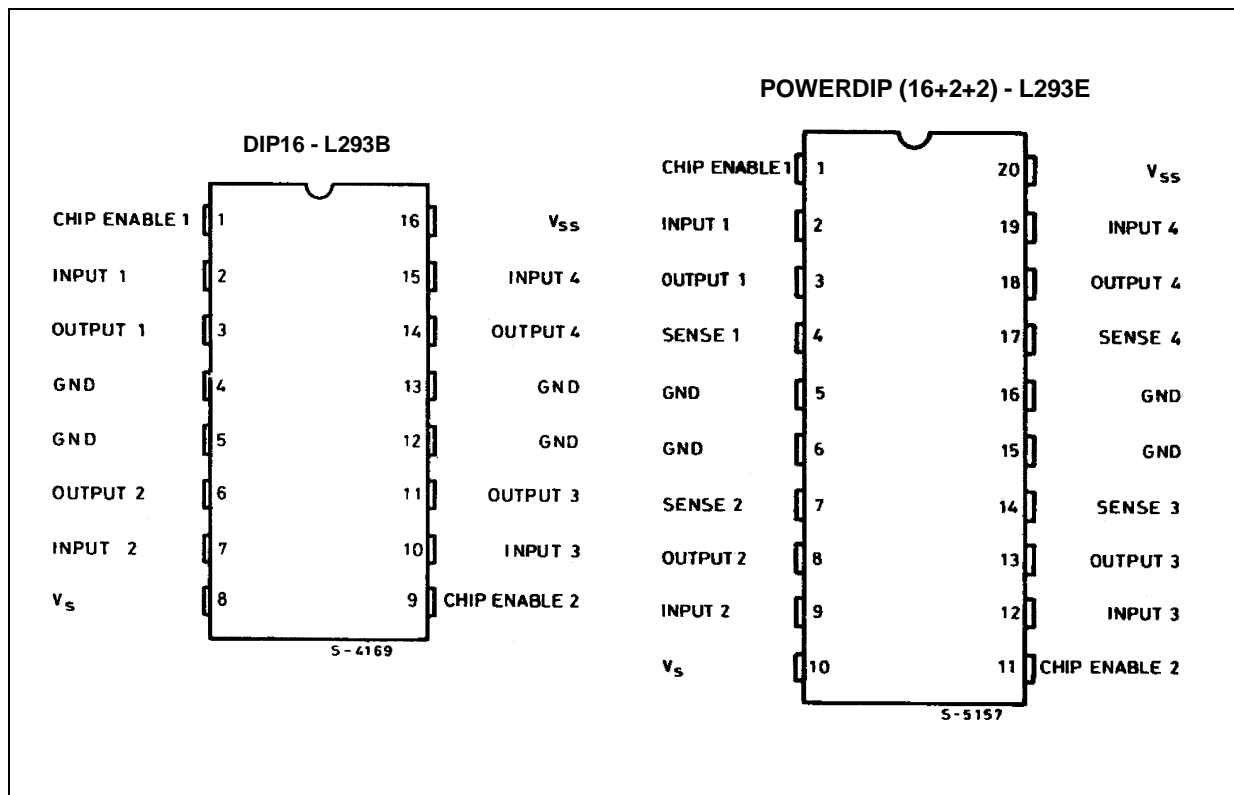 DIP16 - L293B
CHIP ENABLE 1 1 16 Vss
INPUT 1 2 15 INPUT 4
OUTPUT 1 3 14 OUTPUT 4
GND 4 13 GND
GND 5 12 GND
OUTPUT 2 6 11 OUTPUT 3
INPUT 2 7 10 INPUT 3
Vs 8 9 CHIP ENABLE 2
S-4169
POWERDIP (16+2+2) - L293E
CHIP ENABLE 1 1 20 Vss
INPUT 1 2 19 INPUT 4
OUTPUT 1 3 18 OUTPUT 4
SENSE 1 4 17 SENSE 4
GND 5 16 GND
GND 6 15 GND
SENSE 2 7 14 SENSE 3
OUTPUT 2 8 13 OUTPUT 3
INPUT 2 9 12 INPUT 3
Vs 10 11 CHIP ENABLE 2
S-5157